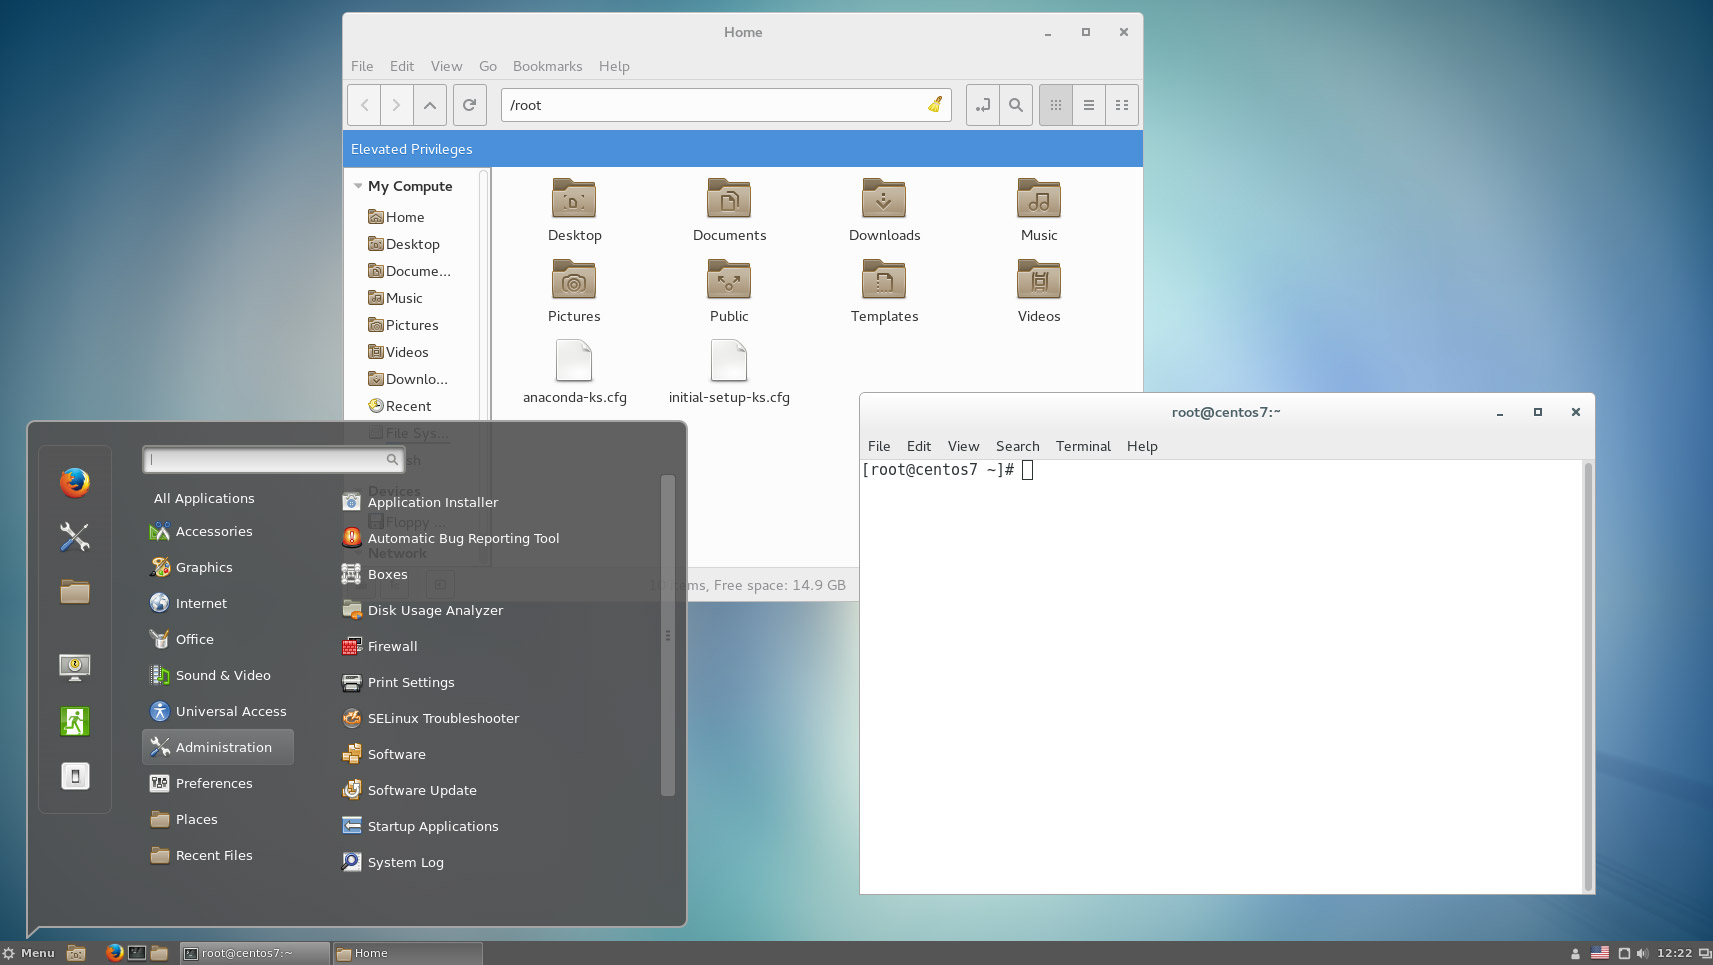 Home
File Edit View Go Bookmarks Help
/root
Elevated Privileges
My Compute
Home
Desktop
Docume...
Music
Pictures
Videos
Downlo...
Recent
File Sys...
Devices
Floppy ...
Network
Desktop Documents Downloads Music
Pictures Public Templates Videos
anaconda-ks.cfg initial-setup-ks.cfg
10 items, Free space: 14.9 GB
All Applications
Accessories
Graphics
Internet
Office
Sound & Video
Universal Access
Administration
Preferences
Places
Recent Files
Application Installer
Automatic Bug Reporting Tool
Boxes
Disk Usage Analyzer
Firewall
Print Settings
SELinux Troubleshooter
Software
Software Update
Startup Applications
System Log
root@centos7:~
File Edit View Search Terminal Help
[root@centos7 ~]#
Menu root@centos7:~ Home 12:22